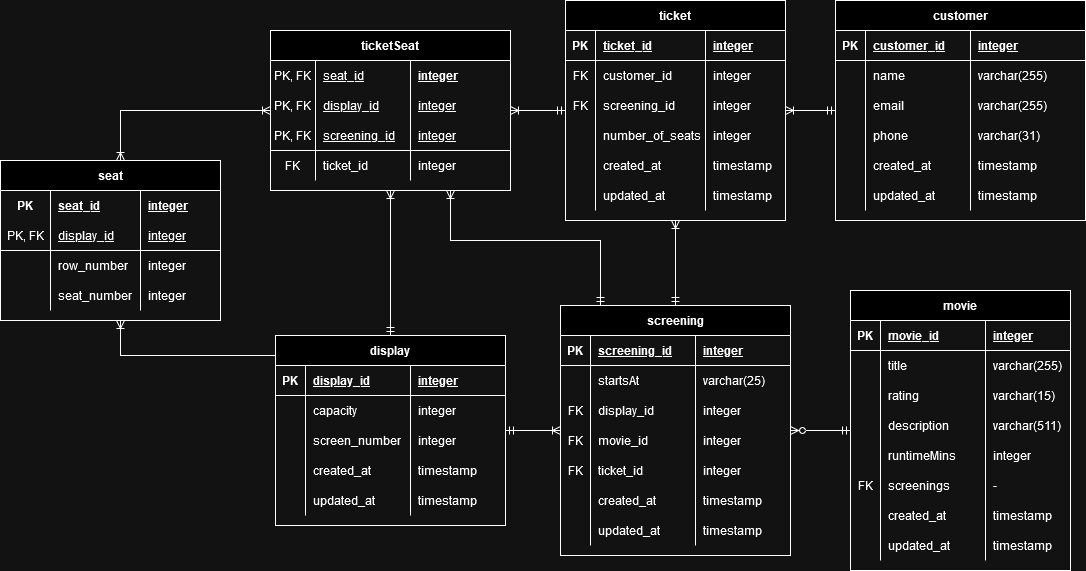 ticketSeat
PK, FK seat_id integer
PK, FK display_id integer
PK, FK screening_id integer
FK ticket_id integer
ticket
PK ticket_id integer
FK customer_id integer
FK screening_id integer
number_of_seats integer
created_at timestamp
updated_at timestamp
customer
PK customer_id integer
name varchar(255)
email varchar(255)
phone varchar(31)
created_at timestamp
updated_at timestamp
seat
PK seat_id integer
PK, FK display_id integer
row_number integer
seat_number integer
display
PK display_id integer
capacity integer
screen_number integer
created_at timestamp
updated_at timestamp
screening
PK screening_id integer
startsAt varchar(25)
FK display_id integer
FK movie_id integer
FK ticket_id integer
created_at timestamp
updated_at timestamp
movie
PK movie_id integer
title varchar(255)
rating varchar(15)
description varchar(511)
runtimeMins integer
FK screenings -
created_at timestamp
updated_at timestamp